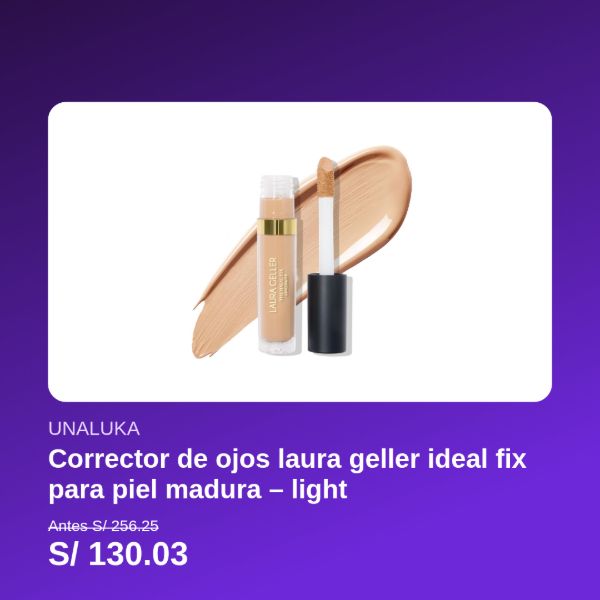 LAURA GELLER
UNALUKA
Corrector de ojos laura geller ideal fix
para piel madura – light
Antes S/ 256.25
S/ 130.03